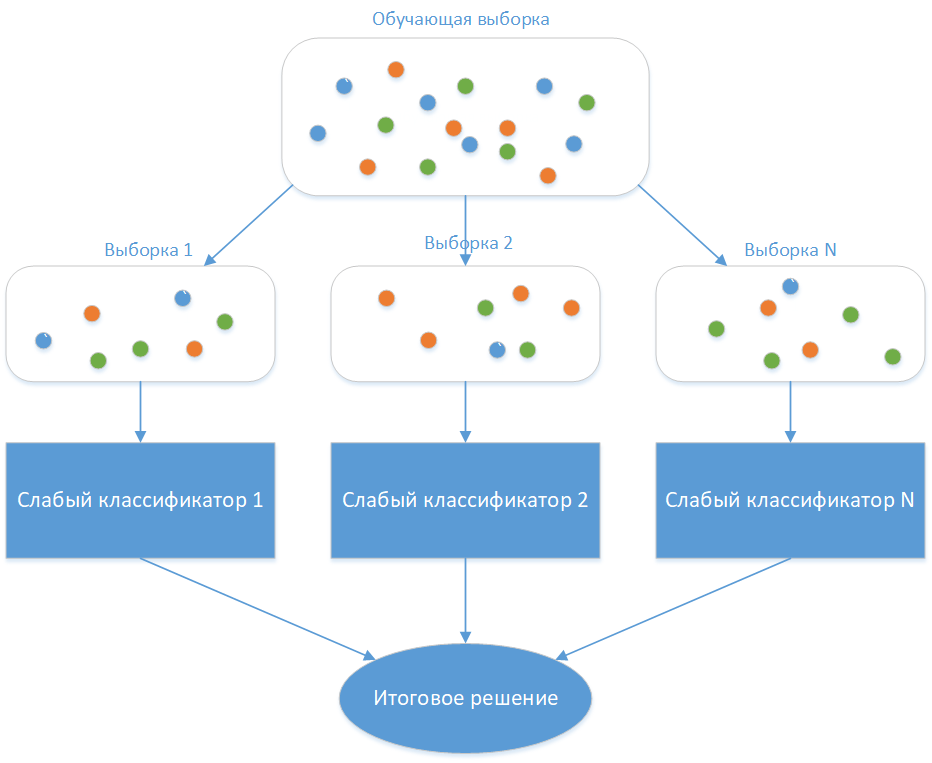 Обучающая выборка
Выборка 1
Выборка 2
Выборка N
Слабый классификатор 1
Слабый классификатор 2
Слабый классификатор N
Итоговое решение